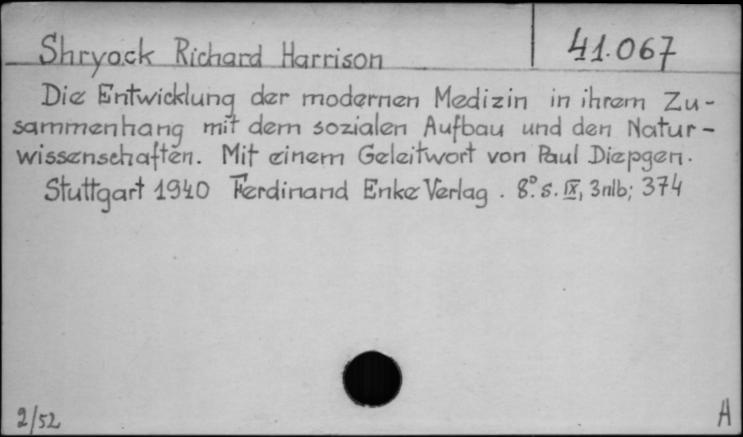 Shryock Richard Harrison
41.067
Die Entwicklung der modernen Medizin in ihrem Zu-
sammenhang mit dem sozialen Aufbau und den Natur-
wissenschaften. Mit einem Geleitwort von Paul Diepgen.
Stuttgart 1940 Ferdinand Enke Verlag. 8° s. IX, 3nlb; 374
2/52
A